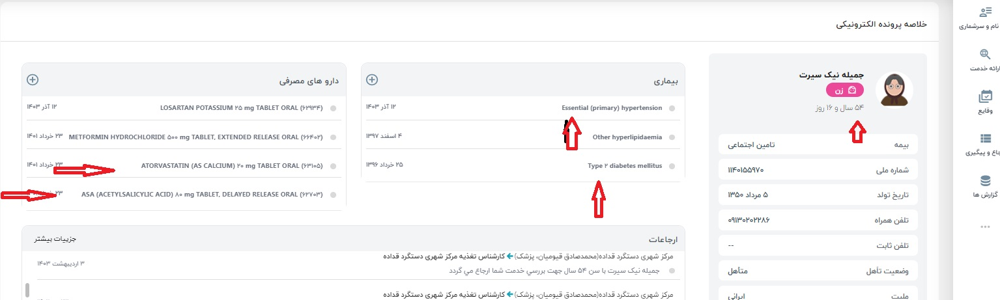 نام و سرشماری
ارائه خدمت
وقایع
جاع و پیگیری
گزارش ها
خلاصه پرونده الکترونیکی
جمیله نیک سیرت
زن
۵۴ سال و ۱۶ روز
بیمه تامین اجتماعی
شماره ملی ۱۱۴۰۱۵۵۹۷۰
تاریخ تولد ۵ مرداد ۱۳۵۰
تلفن همراه ۰۹۱۳۰۲۰۲۲۸۶
تلفن ثابت --
وضعیت تأهل متأهل
ملیت ایرانی
بیماری
Essential (primary) hypertension ۱۲ آذر ۱۴۰۳
Other hyperlipidaemia ۴ اسفند ۱۳۹۷
Type ۲ diabetes mellitus ۲۵ خرداد ۱۳۹۶
دارو های مصرفی
LOSARTAN POTASSIUM ۲۵ mg TABLET ORAL (۶۲۹۳۴) ۱۲ آذر ۱۴۰۳
METFORMIN HYDROCHLORIDE ۵۰۰ mg TABLET, EXTENDED RELEASE ORAL (۶۶۴۰۲) ۲۳ خرداد ۱۴۰۱
ATORVASTATIN (AS CALCIUM) ۲۰ mg TABLET ORAL (۶۳۱۰۵) ۲۳ خرداد ۱۴۰۱
ASA (ACETYLSALICYLIC ACID) ۸۰ mg TABLET, DELAYED RELEASE ORAL (۶۲۷۰۳) ۲۳
ارجاعات جزییات بیشتر
مرکز شهری دستگرد قداده(محمدصادق قیومیان، پزشک) کارشناس تغذیه مرکز شهری دستگرد قداده ۳ اردیبهشت ۱۴۰۳
جمیله نیک سیرت با سن ۵۴ سال جهت بررسي خدمت شما ارجاع مي گردد
مرکز شهری دستگرد قداده(محمدصادق قیومیان، پزشک) کارشناس تغذیه مرکز شهری دستگرد قداده